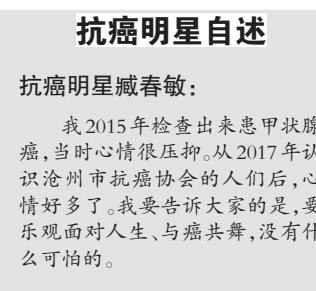 抗癌明星自述
抗癌明星臧春敏：
我2015年检查出来患甲状腺
癌，当时心情很压抑。从2017年认
识沧州市抗癌协会的人们后，心
情好多了。我要告诉大家的是，要
乐观面对人生、与癌共舞，没有什
么可怕的。